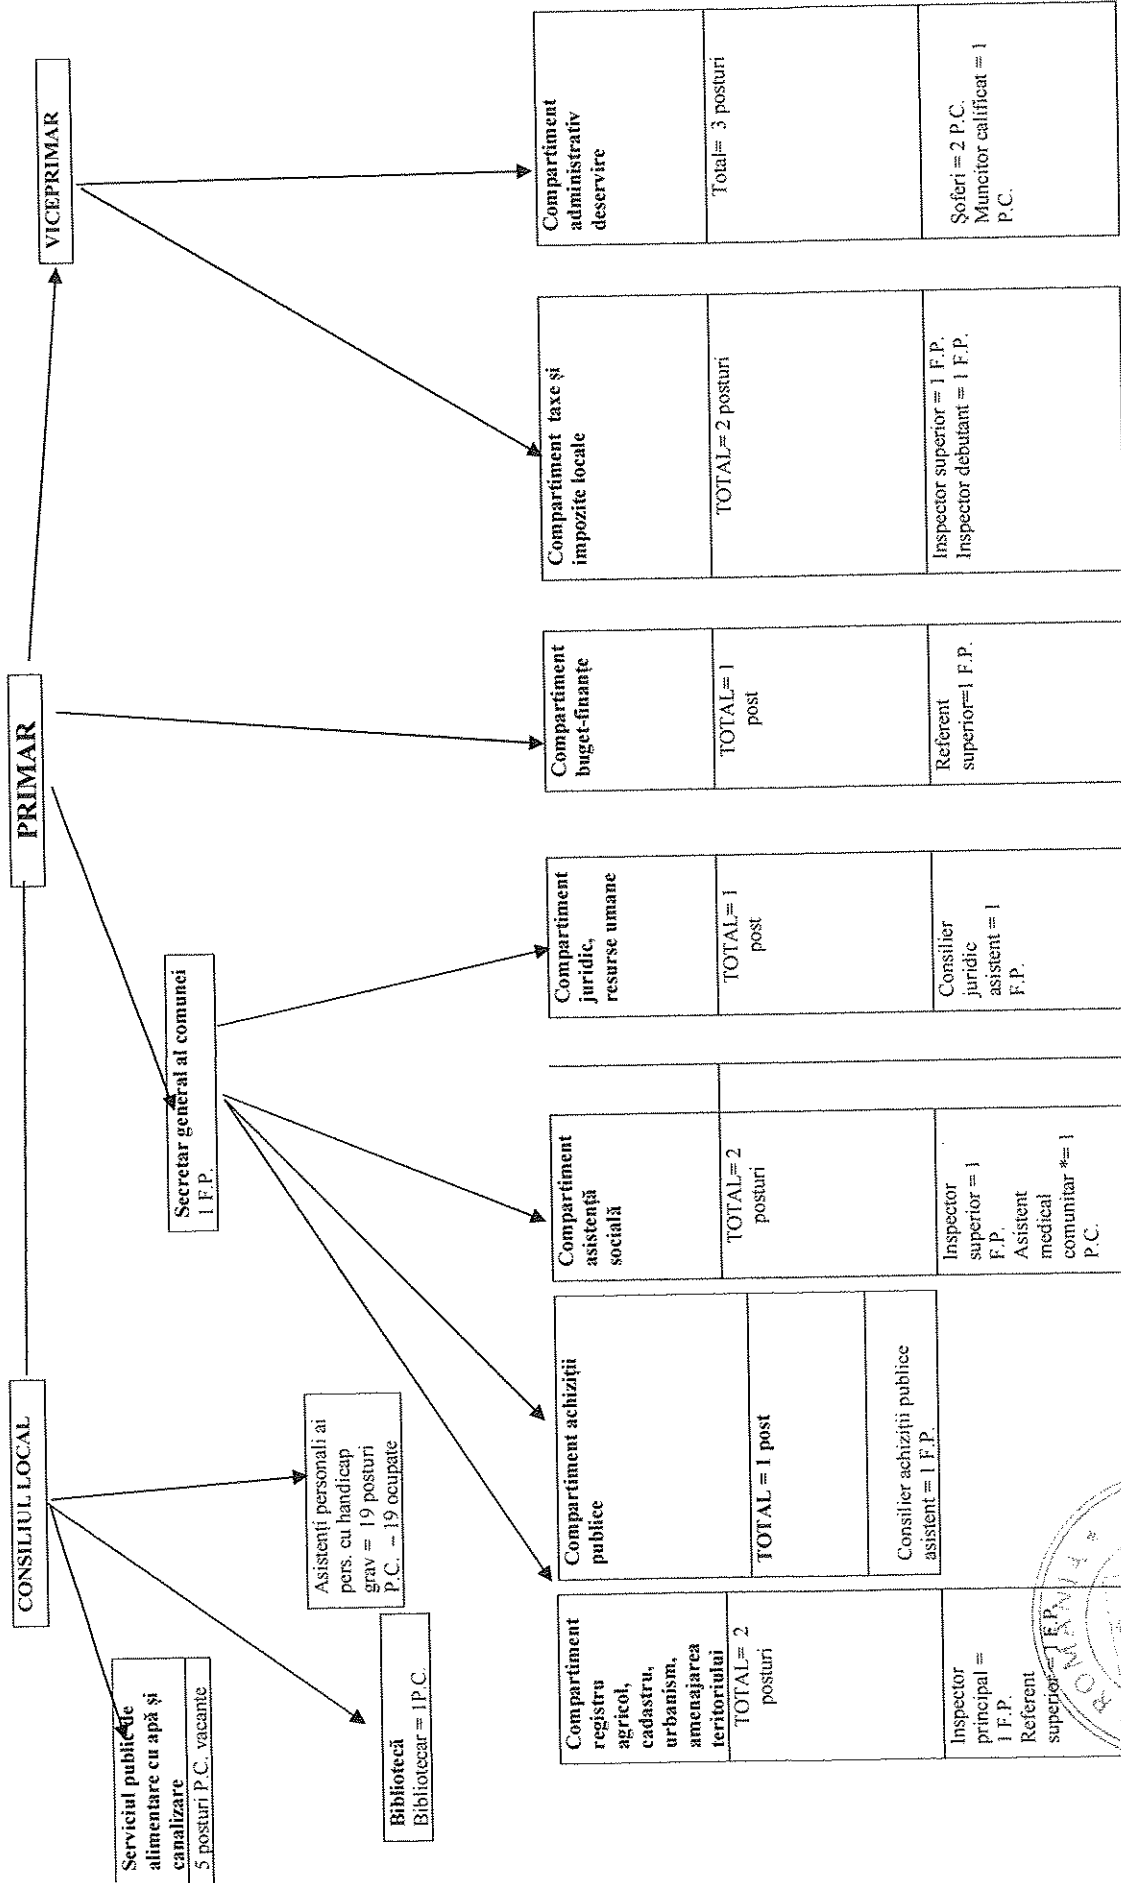 CONSILIUL LOCAL
PRIMAR
VICEPRIMAR
Serviciul public de
alimentare cu apă și
canalizare
5 posturi P.C. vacante
Bibliotecă
Bibliotecar = 1P.C.
Asistenți personali ai
pers. cu handicap
grav = 19 posturi
P.C. – 19 ocupate
Secretar general al comunei
1 F.P.
Compartiment
registru
agricol,
cadastru,
urbanism,
amenajarea
teritoriului
TOTAL= 2
posturi
Inspector
principal =
1 F.P.
Referent
superior = 1 F.P.
Compartiment achiziții
publice
TOTAL = 1 post
Consilier achiziții publice
asistent = 1 F.P.
Compartiment
asistență
socială
TOTAL= 2
posturi
Inspector
superior = 1
F.P.
Asistent
medical
comunitar *= 1
P.C.
Compartiment
juridic,
resurse umane
TOTAL= 1
post
Consilier
juridic
asistent = 1
F.P.
Compartiment
buget-finanțe
TOTAL= 1
post
Referent
superior=1 F.P.
Compartiment taxe și
impozite locale
TOTAL= 2 posturi
Inspector superior = 1 F.P.
Inspector debutant = 1 F.P.
Compartiment
administrativ
deservire
Total= 3 posturi
Șoferi = 2 P.C.
Muncitor calificat = 1
P.C.
ROMANIA *